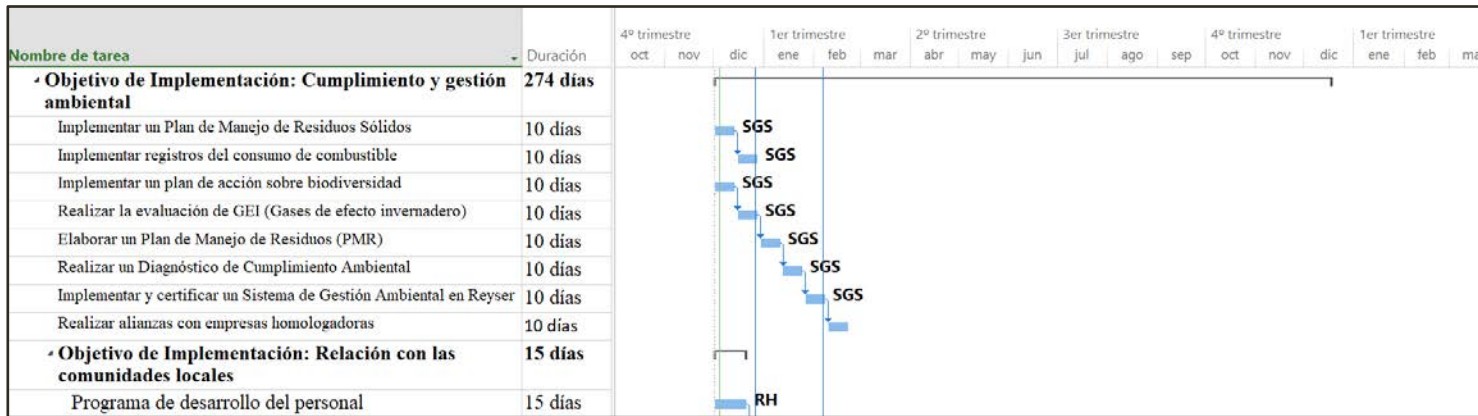 4º trimestre 1er trimestre 2º trimestre 3er trimestre 4º trimestre 1er trimestre
Nombre de tarea Duración oct nov dic ene feb mar abr may jun jul ago sep oct nov dic ene feb ma
Objetivo de Implementación: Cumplimiento y gestión 274 días
ambiental
Implementar un Plan de Manejo de Residuos Sólidos 10 días SGS
Implementar registros del consumo de combustible 10 días SGS
Implementar un plan de acción sobre biodiversidad 10 días SGS
Realizar la evaluación de GEI (Gases de efecto invernadero) 10 días SGS
Elaborar un Plan de Manejo de Residuos (PMR) 10 días SGS
Realizar un Diagnóstico de Cumplimiento Ambiental 10 días SGS
Implementar y certificar un Sistema de Gestión Ambiental en Reyser 10 días SGS
Realizar alianzas con empresas homologadoras 10 días
Objetivo de Implementación: Relación con las 15 días
comunidades locales
Programa de desarrollo del personal 15 días RH